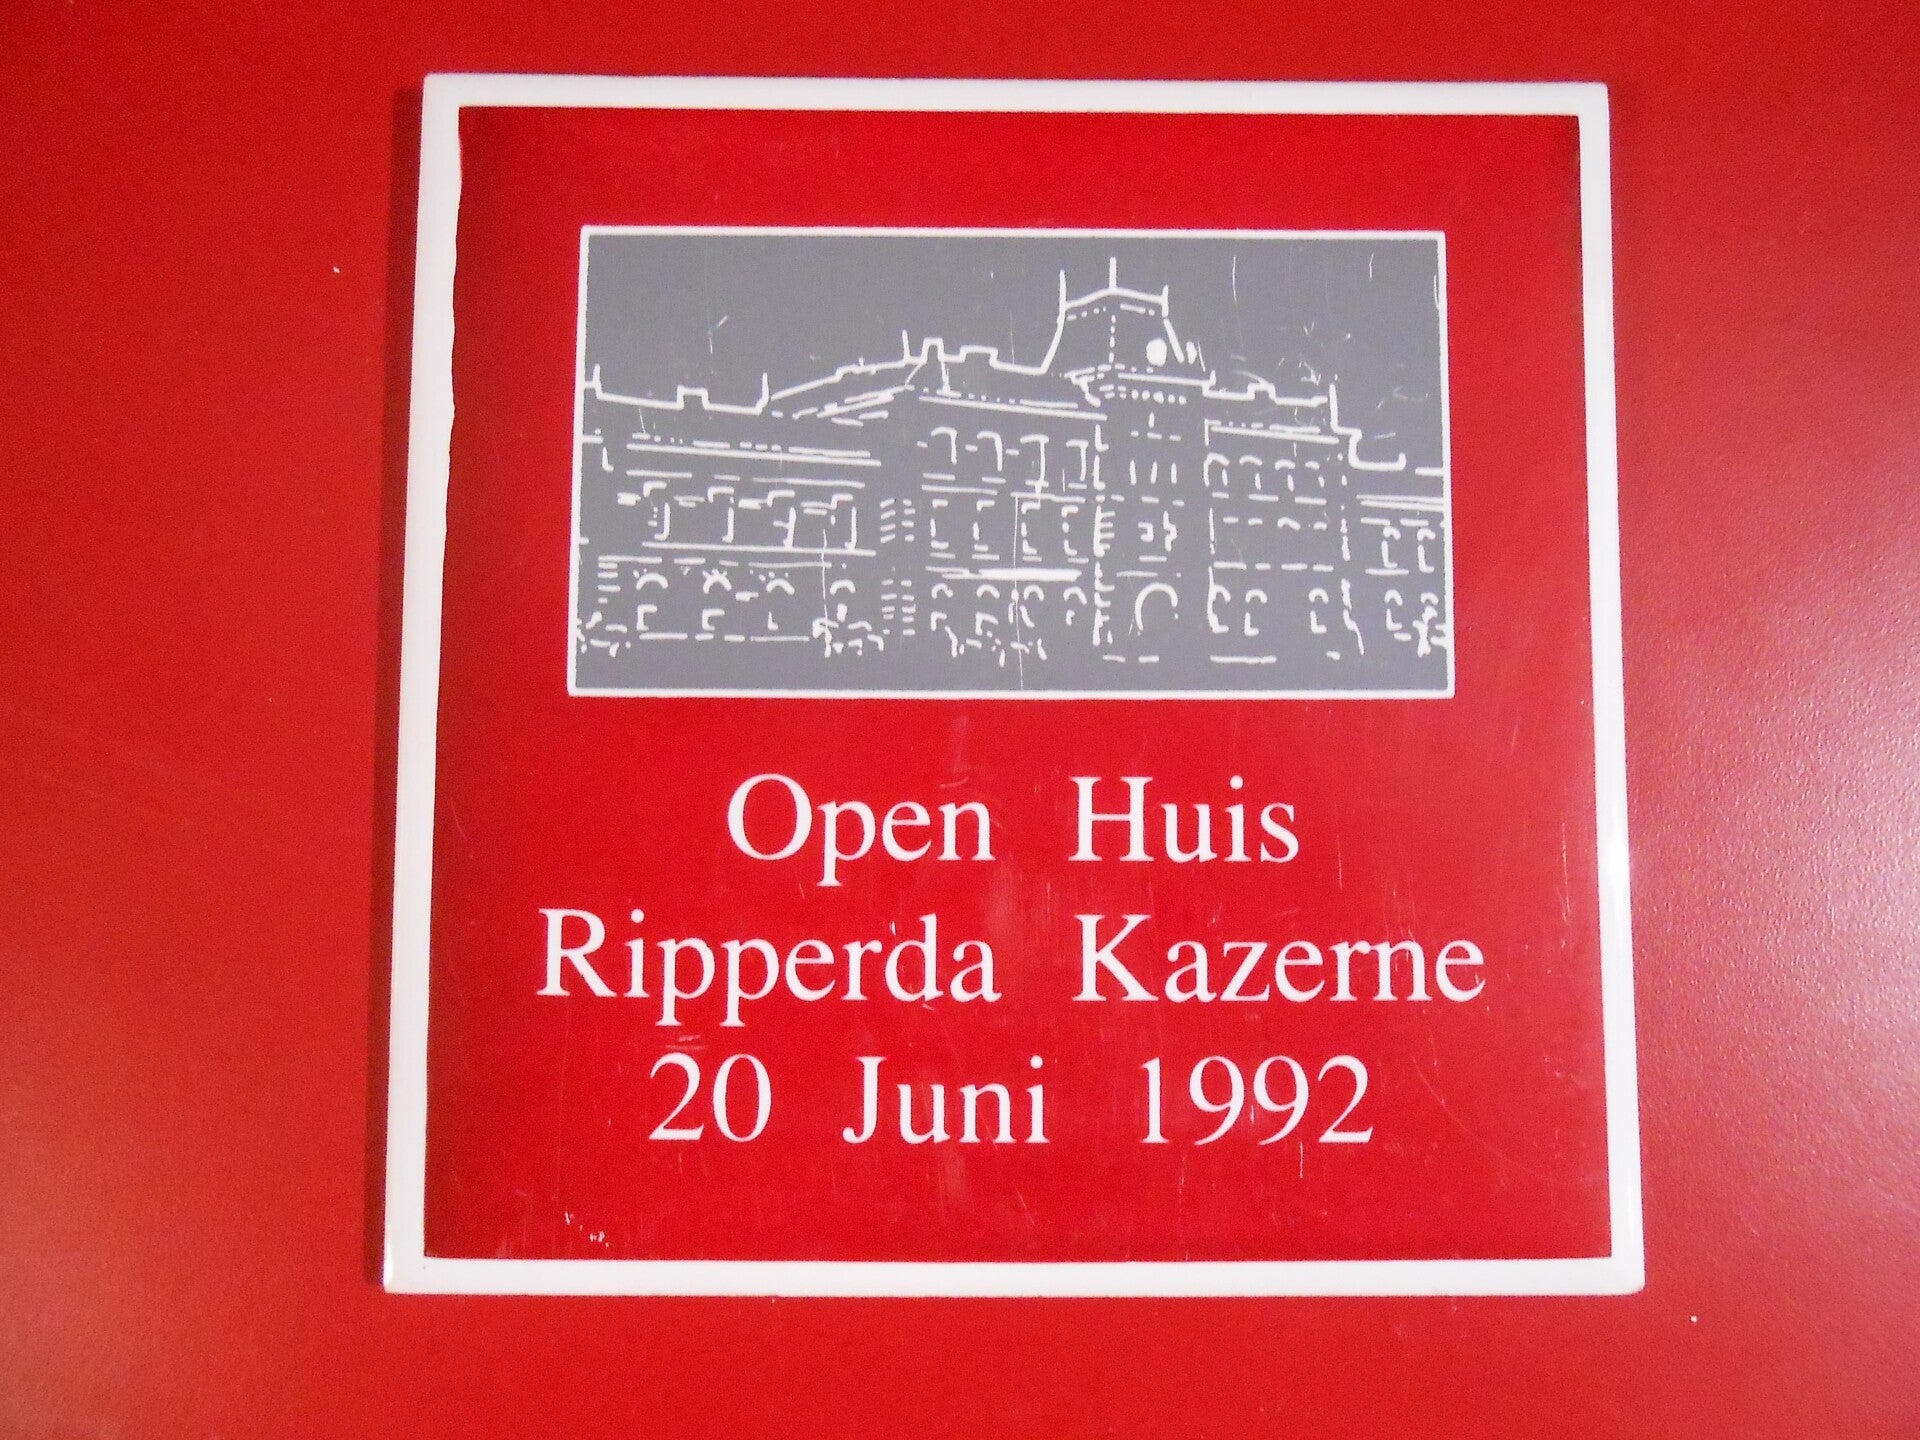 Open Huis
Ripperda Kazerne
20 Juni 1992